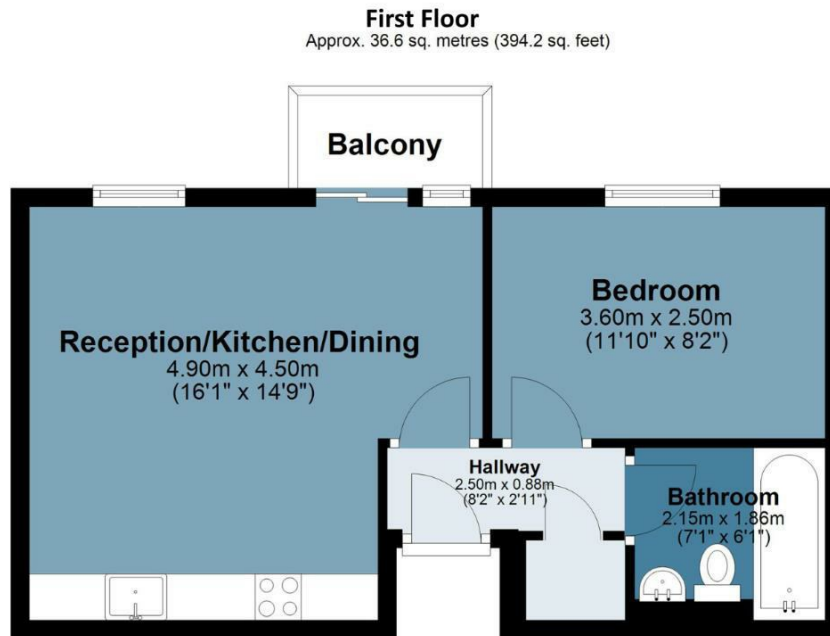 First Floor
Approx. 36.6 sq. metres (394.2 sq. feet)
Balcony
Reception/Kitchen/Dining
4.90m x 4.50m
(16'1" x 14'9")
Bedroom
3.60m x 2.50m
(11'10" x 8'2")
Hallway
2.50m x 0.88m
(8'2" x 2'11")
Bathroom
2.15m x 1.86m
(7'1" x 6'1")